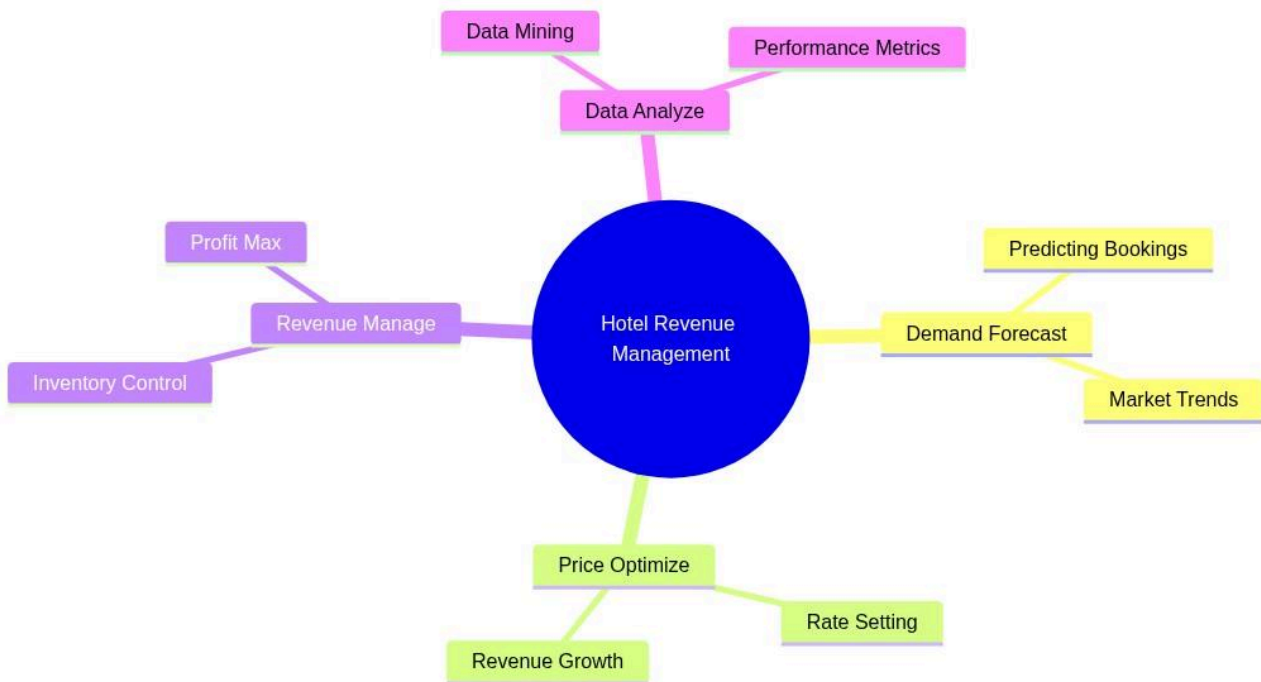 Data Mining
Performance Metrics
Data Analyze
Profit Max
Predicting Bookings
Revenue Manage
Hotel Revenue
Management
Demand Forecast
Inventory Control
Market Trends
Price Optimize
Rate Setting
Revenue Growth